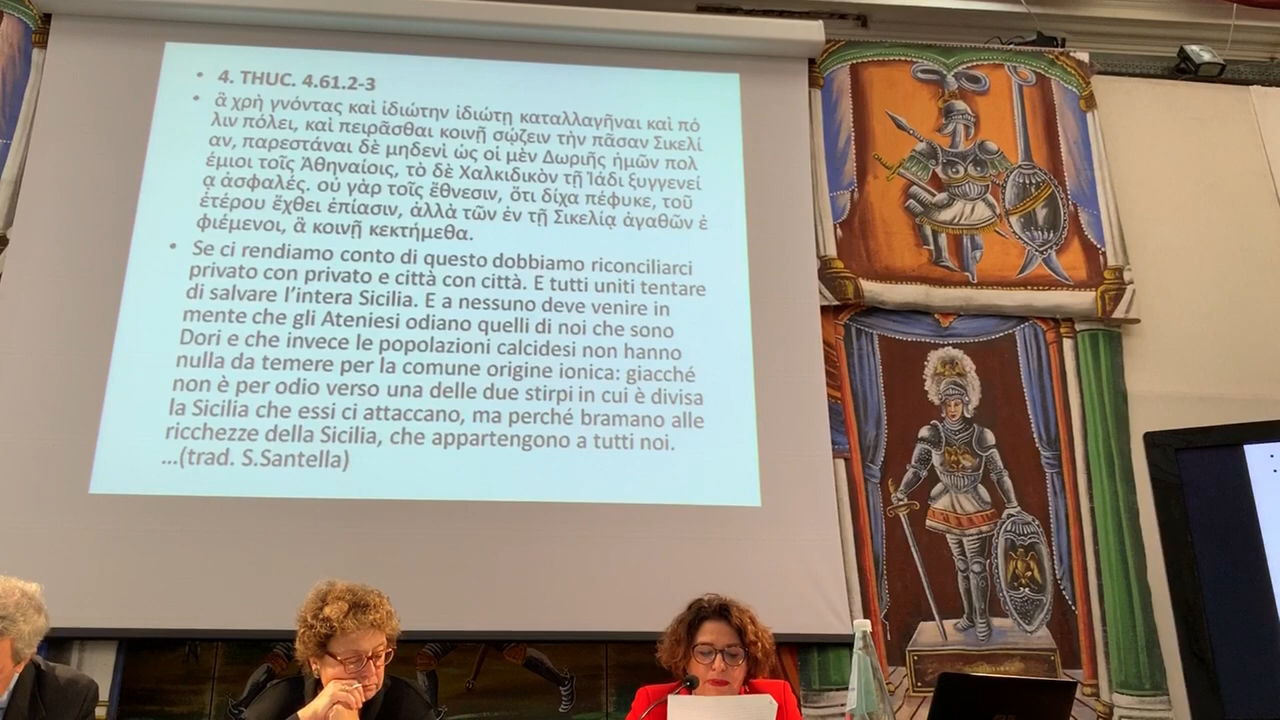 • 4. THUC. 4.61.2-3
• ἃ χρὴ γνόντας καὶ ἰδιώτην ἰδιώτῃ καταλλαγῆναι καὶ πό
λιν πόλει, καὶ πειρᾶσθαι κοινῇ σῴζειν τὴν πᾶσαν Σικελί
αν, παρεστάναι δὲ μηδενὶ ὡς οἱ μὲν Δωριῆς ἡμῶν πολ
έμιοι τοῖς Ἀθηναίοις, τὸ δὲ Χαλκιδικὸν τῇ Ἰάδι ξυγγενεί
ᾳ ἀσφαλές. οὐ γὰρ τοῖς ἔθνεσιν, ὅτι δίχα πέφυκε, τοῦ
ἑτέρου ἔχθει ἐπίασιν, ἀλλὰ τῶν ἐν τῇ Σικελίᾳ ἀγαθῶν ἐ
φιέμενοι, ἃ κοινῇ κεκτήμεθα.
• Se ci rendiamo conto di questo dobbiamo riconciliarci
privato con privato e città con città. E tutti uniti tentare
di salvare l’intera Sicilia. E a nessuno deve venire in
mente che gli Ateniesi odiano quelli di noi che sono
Dori e che invece le popolazioni calcidesi non hanno
nulla da temere per la comune origine ionica: giacché
non è per odio verso una delle due stirpi in cui è divisa
la Sicilia che essi ci attaccano, ma perché bramano alle
ricchezze della Sicilia, che appartengono a tutti noi.
...(trad. S.Santella)